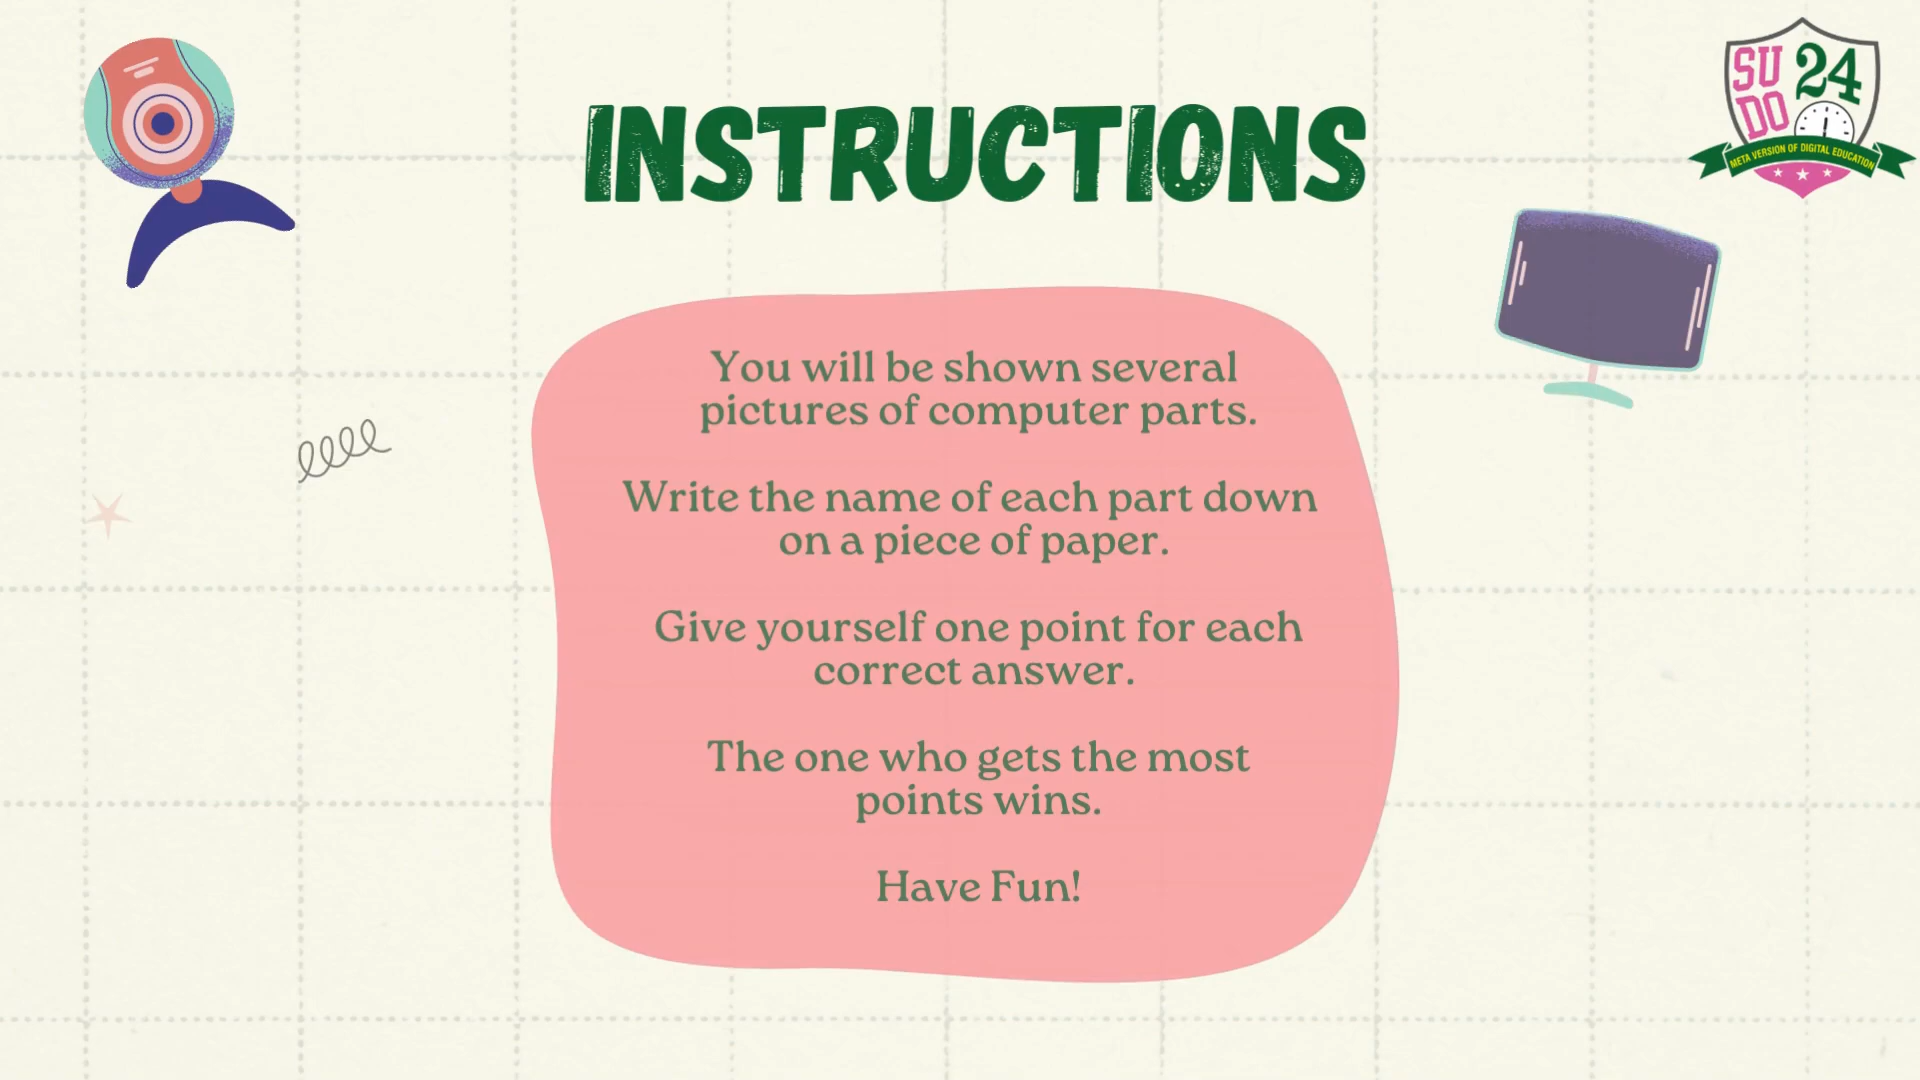 SU
DO
24
META VERSION OF DIGITAL EDUCATION
INSTRUCTIONS
You will be shown several
pictures of computer parts.
Write the name of each part down
on a piece of paper.
Give yourself one point for each
correct answer.
The one who gets the most
points wins.
Have Fun!